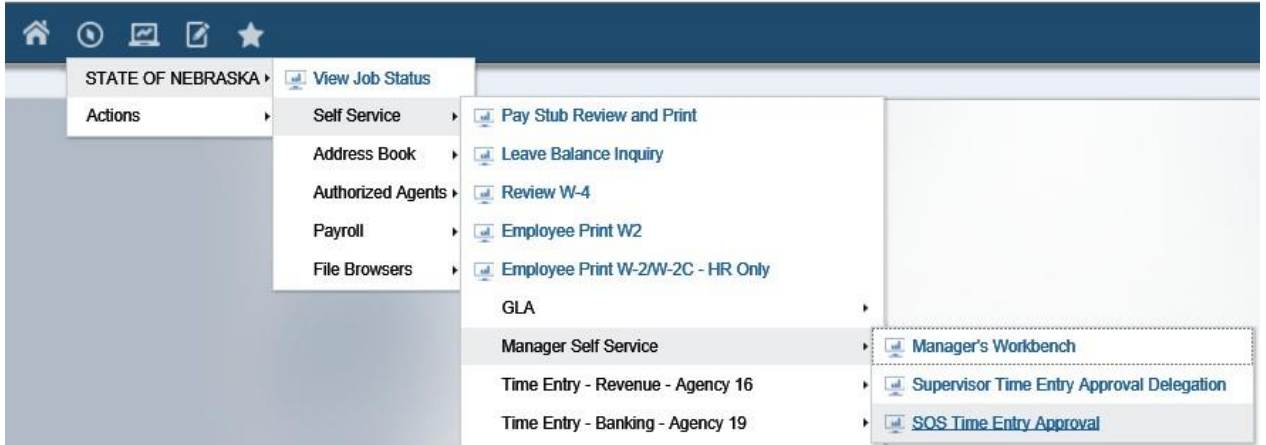 STATE OF NEBRASKA
Actions
View Job Status
Self Service
Address Book
Authorized Agents
Payroll
File Browsers
Pay Stub Review and Print
Leave Balance Inquiry
Review W-4
Employee Print W2
Employee Print W-2/W-2C - HR Only
GLA
Manager Self Service
Time Entry - Revenue - Agency 16
Time Entry - Banking - Agency 19
Manager's Workbench
Supervisor Time Entry Approval Delegation
SOS Time Entry Approval